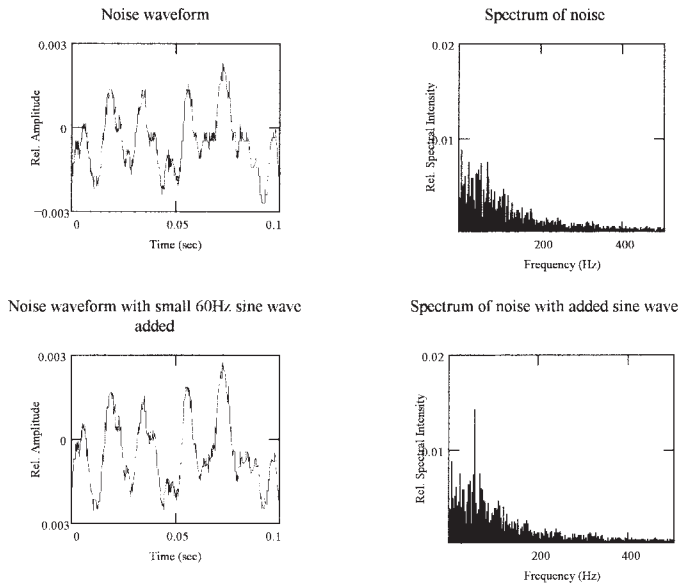 Noise waveform
Spectrum of noise
0.003
0
−0.003
Rel. Amplitude
0
0.05
0.1
Time (sec)
0.02
0.01
Rel. Spectral Intensity
200
400
Frequency (Hz)
Noise waveform with small 60Hz sine wave
added
Spectrum of noise with added sine wave
0.003
0
0.003
Rel. Amplitude
0
0.05
0.1
Time (sec)
0.02
0.01
Rel. Spectral Intensity
200
400
Frequency (Hz)